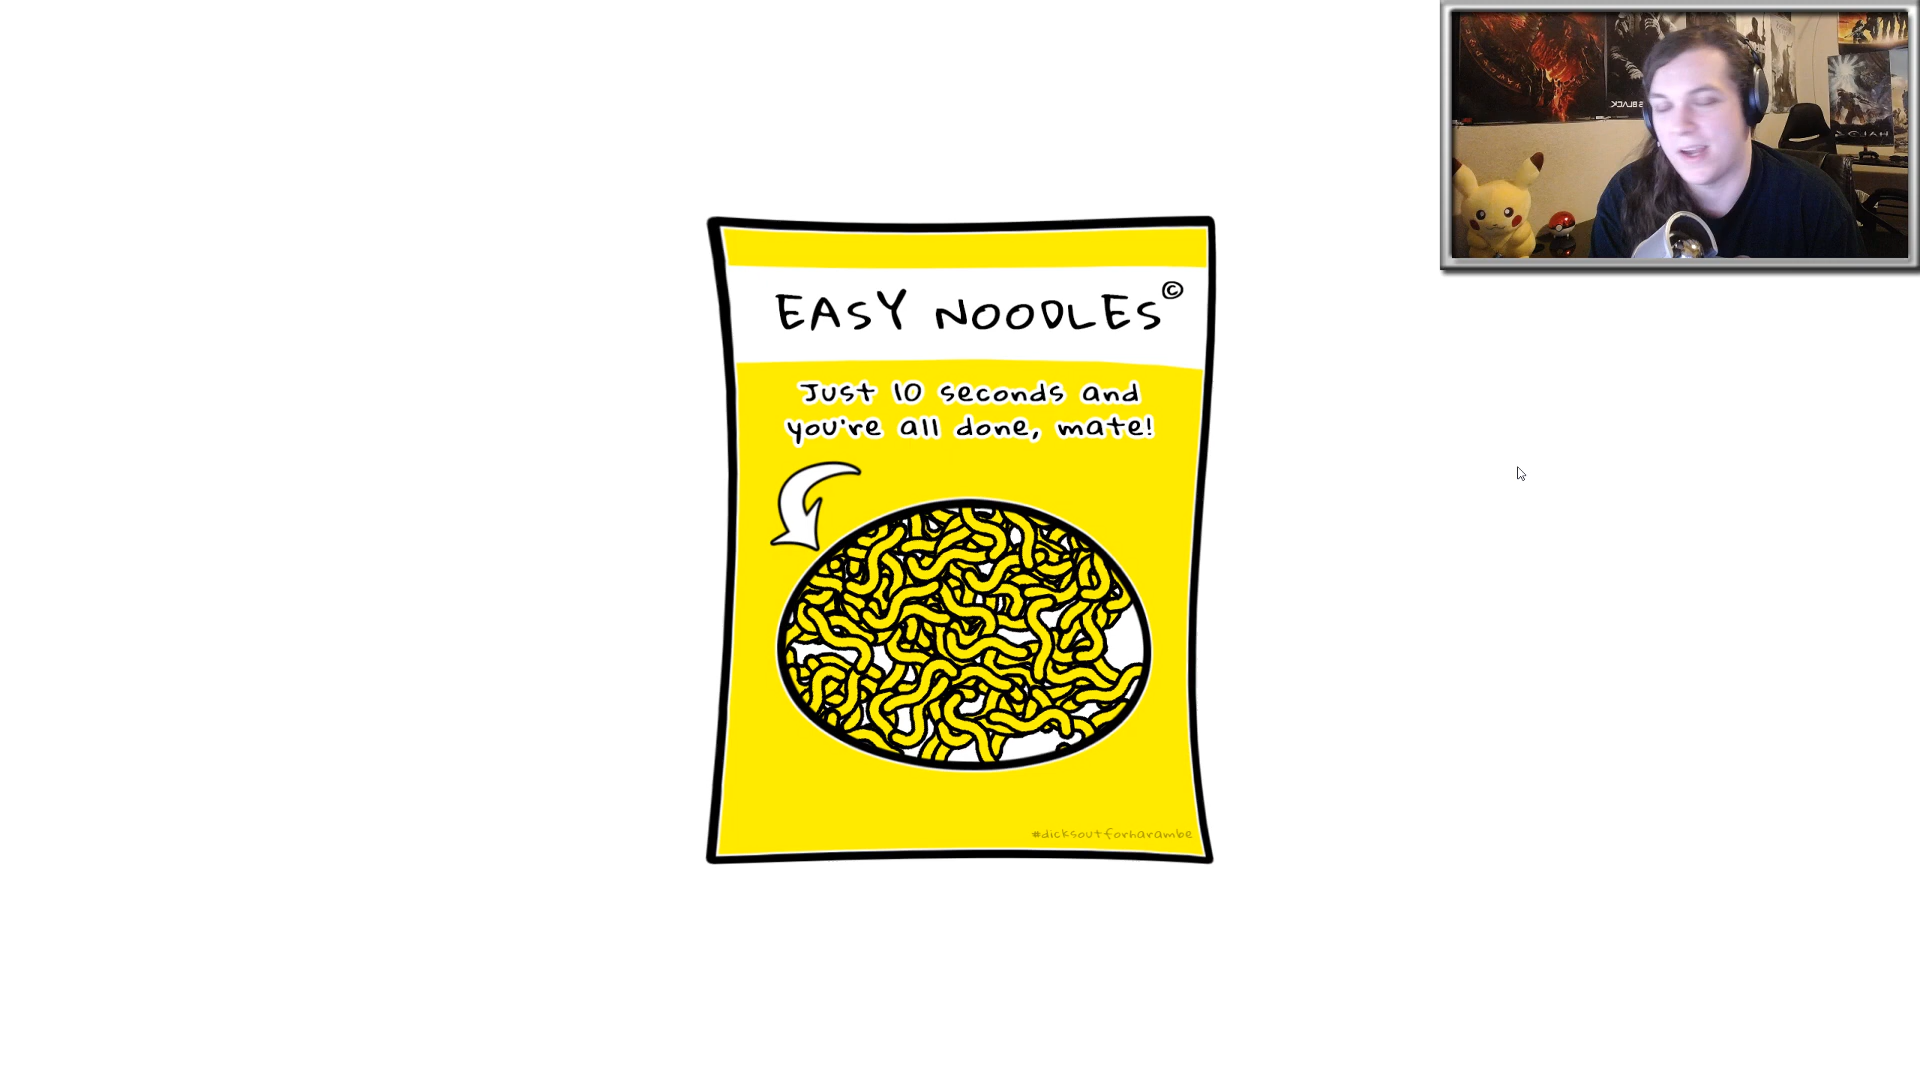 EASY NOODLES©
Just 10 seconds and
you're all done, mate!
#dicksoutforharambe